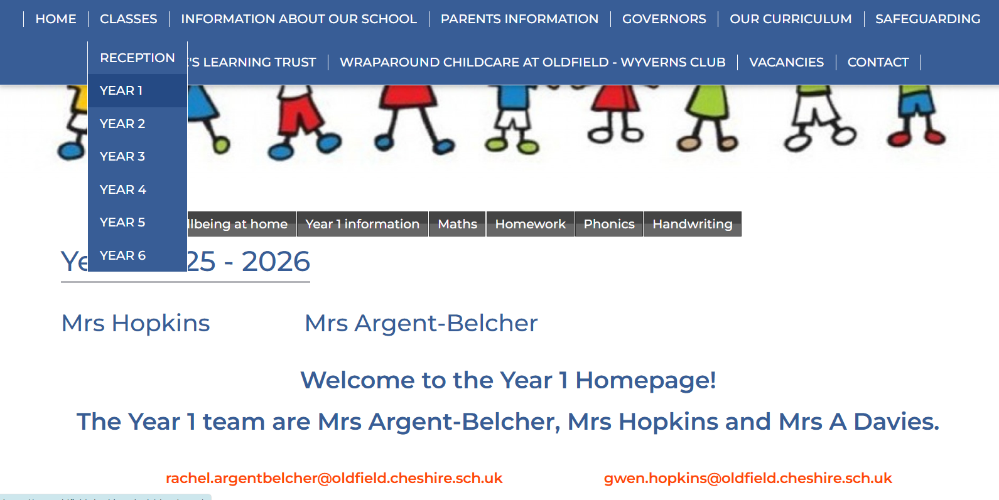 HOME
CLASSES
INFORMATION ABOUT OUR SCHOOL
PARENTS INFORMATION
GOVERNORS
OUR CURRICULUM
SAFEGUARDING
'S LEARNING TRUST
WRAPAROUND CHILDCARE AT OLDFIELD - WYVERNS CLUB
VACANCIES
CONTACT
RECEPTION
YEAR 1
YEAR 2
YEAR 3
YEAR 4
YEAR 5
YEAR 6
llbeing at home
Year 1 information
Maths
Homework
Phonics
Handwriting
Ye 25 - 2026
Mrs Hopkins
Mrs Argent-Belcher
Welcome to the Year 1 Homepage!
The Year 1 team are Mrs Argent-Belcher, Mrs Hopkins and Mrs A Davies.
rachel.argentbelcher@oldfield.cheshire.sch.uk
gwen.hopkins@oldfield.cheshire.sch.uk